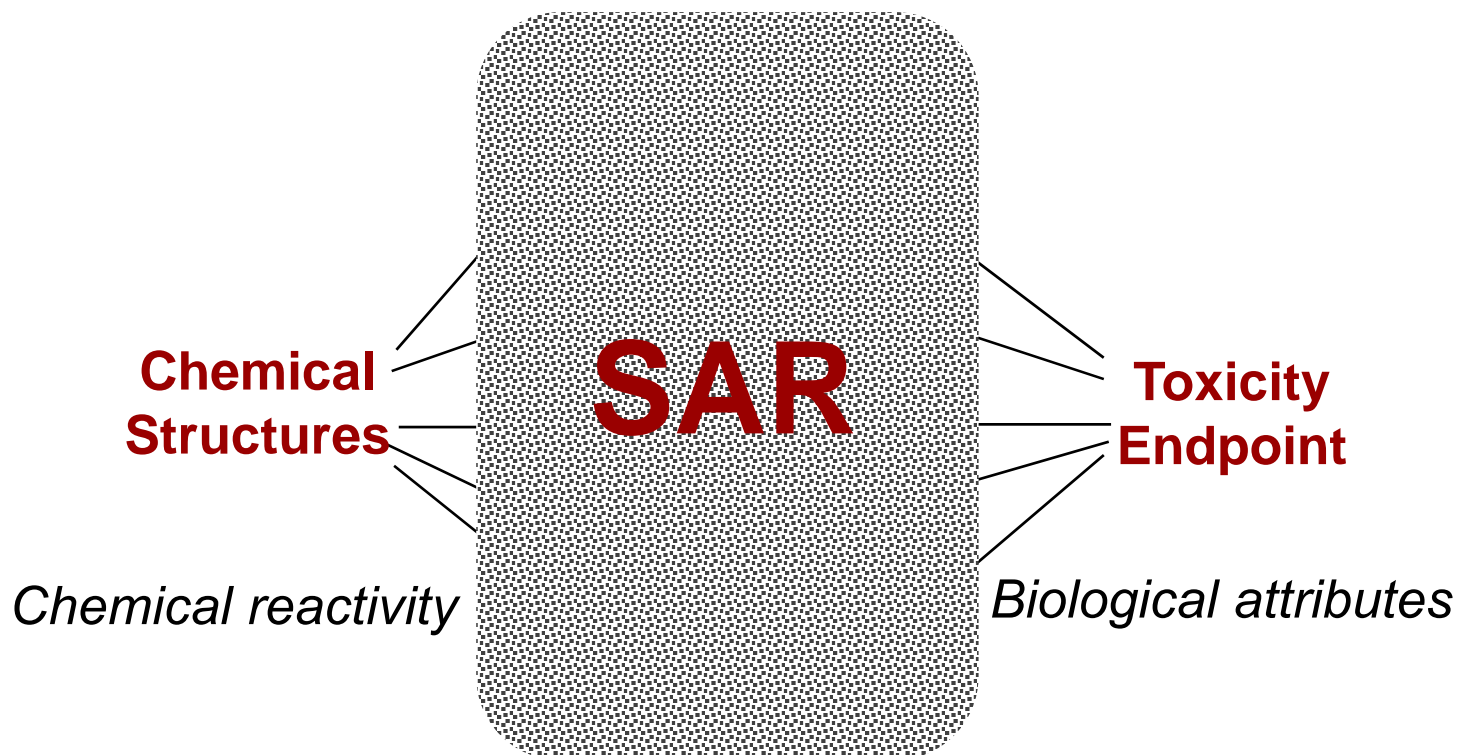 Chemical
Structures
SAR
Toxicity
Endpoint
Chemical reactivity
Biological attributes